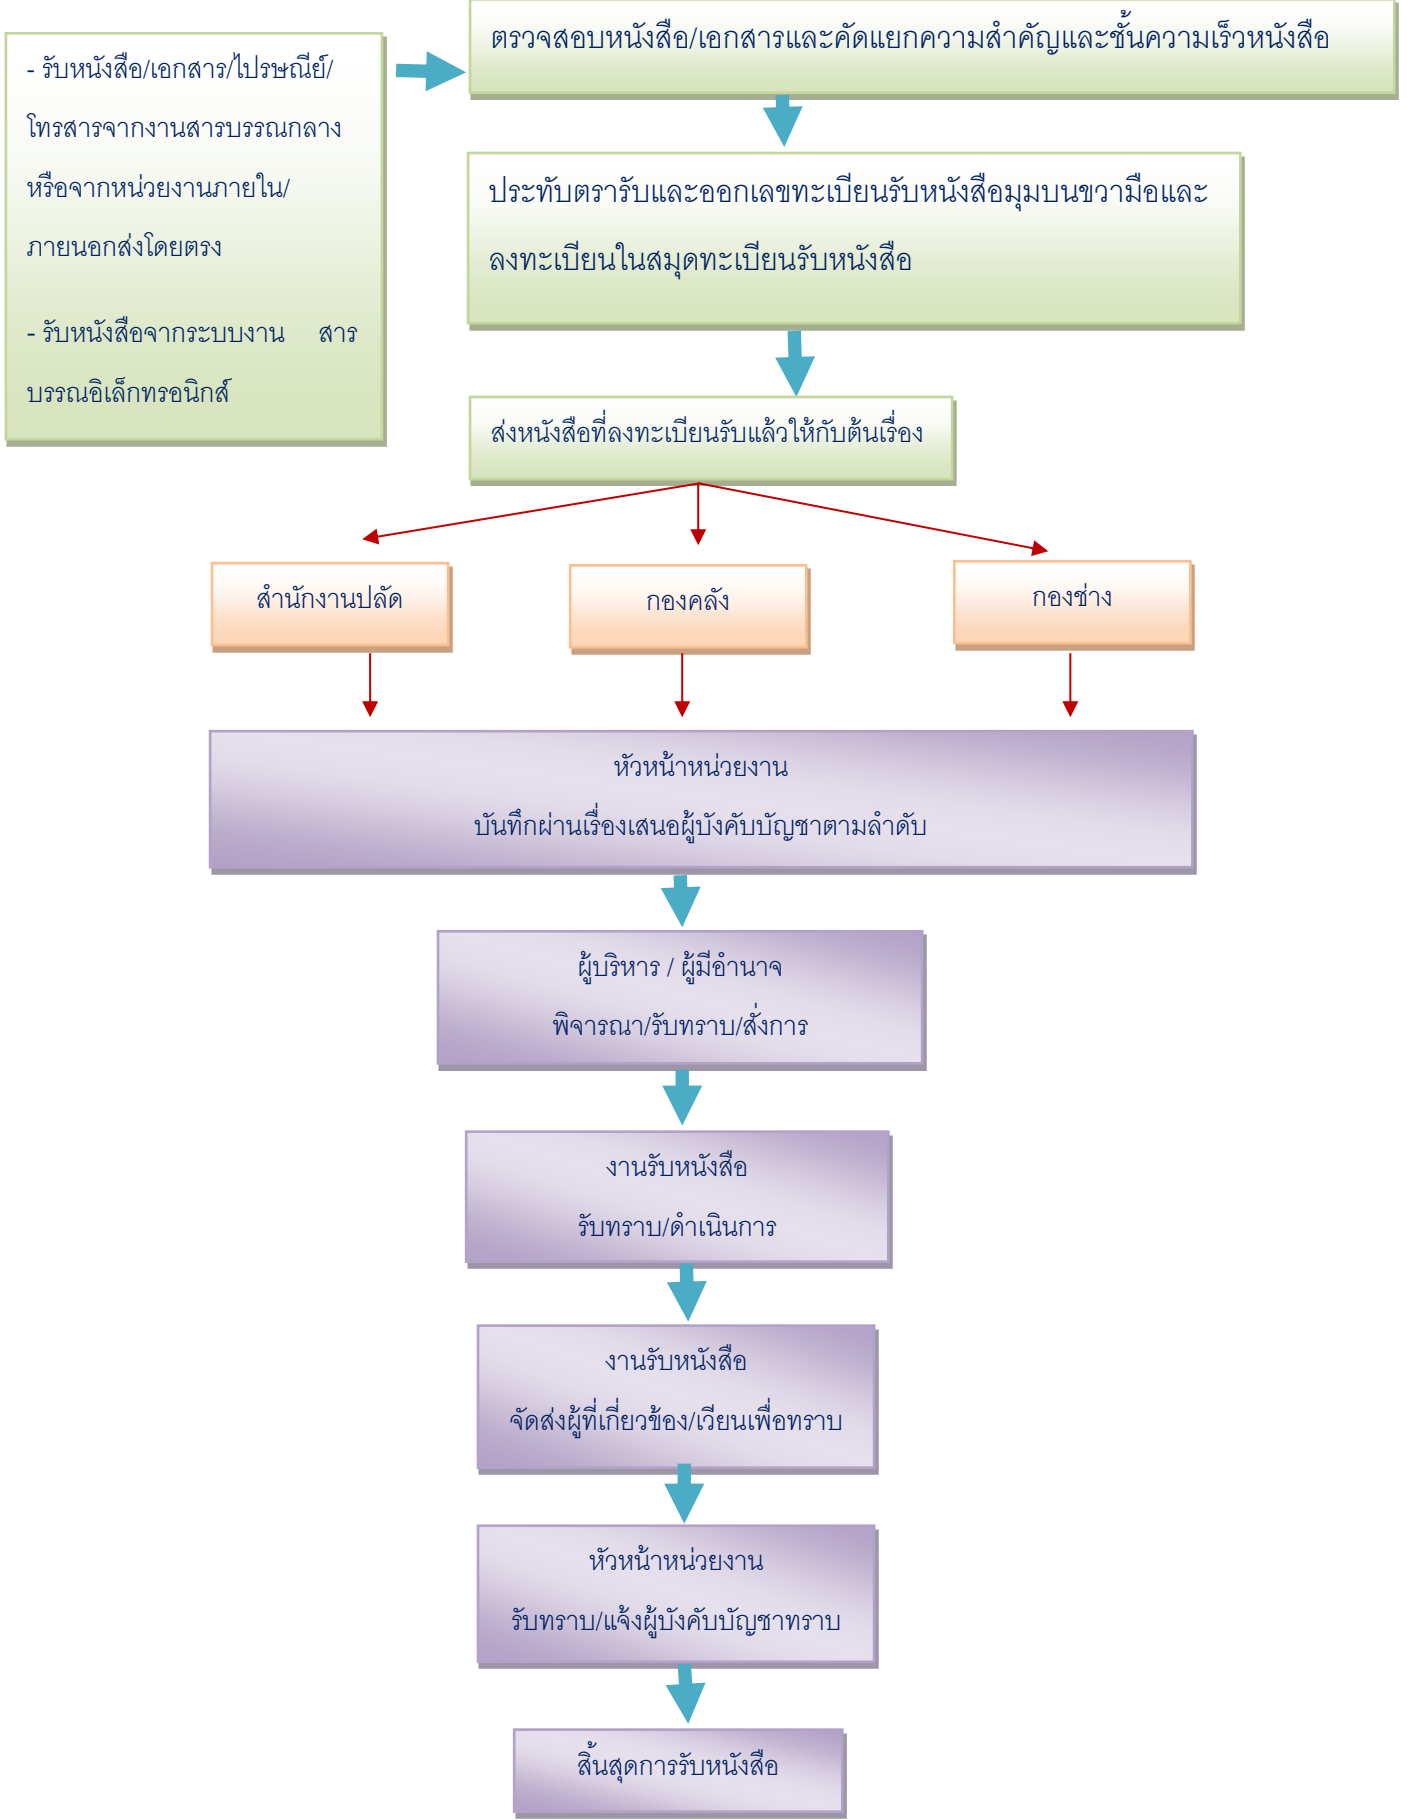 - รับหนังสือ/เอกสาร/ไปรษณีย์/
โทรสารจากงานสารบรรณกลาง
หรือจากหน่วยงานภายใน/
ภายนอกส่งโดยตรง
- รับหนังสือจากระบบงาน สาร
บรรณอิเล็กทรอนิกส์
ตรวจสอบหนังสือ/เอกสารและคัดแยกความสำคัญและชั้นความเร็วหนังสือ
ประทับตรารับและออกเลขทะเบียนรับหนังสือมุมบนขวามือและ
ลงทะเบียนในสมุดทะเบียนรับหนังสือ
ส่งหนังสือที่ลงทะเบียนรับแล้วให้กับต้นเรื่อง
สำนักงานปลัด
กองคลัง
กองช่าง
หัวหน้าหน่วยงาน
บันทึกผ่านเรื่องเสนอผู้บังคับบัญชาตามลำดับ
ผู้บริหาร / ผู้มีอำนาจ
พิจารณา/รับทราบ/สั่งการ
งานรับหนังสือ
รับทราบ/ดำเนินการ
งานรับหนังสือ
จัดส่งผู้ที่เกี่ยวข้อง/เวียนเพื่อทราบ
หัวหน้าหน่วยงาน
รับทราบ/แจ้งผู้บังคับบัญชาทราบ
สิ้นสุดการรับหนังสือ